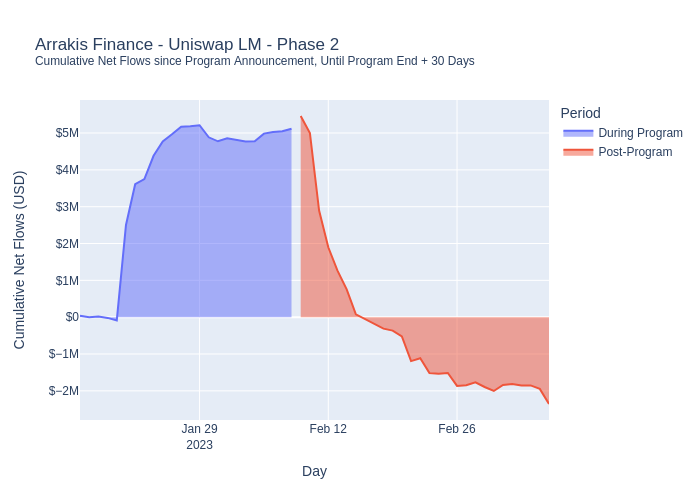 Arrakis Finance - Uniswap LM - Phase 2
Cumulative Net Flows since Program Announcement, Until Program End + 30 Days
Period
During Program
Post-Program
Cumulative Net Flows (USD)
$5M
$4M
$3M
$2M
$1M
$0
$−1M
$−2M
Jan 29
2023
Feb 12
Feb 26
Day